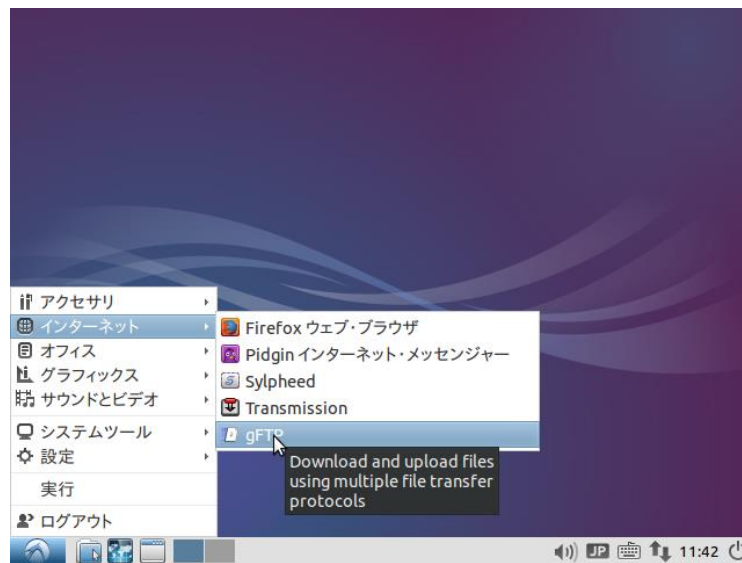 アクセサリ
インターネット
オフィス
グラフィックス
サウンドとビデオ
システムツール
設定
実行
ログアウト
Firefox ウェブ・ブラウザ
Pidgin インターネット・メッセンジャー
Sylpheed
Transmission
gFTP
Download and upload files
using multiple file transfer
protocols
JP
11:42